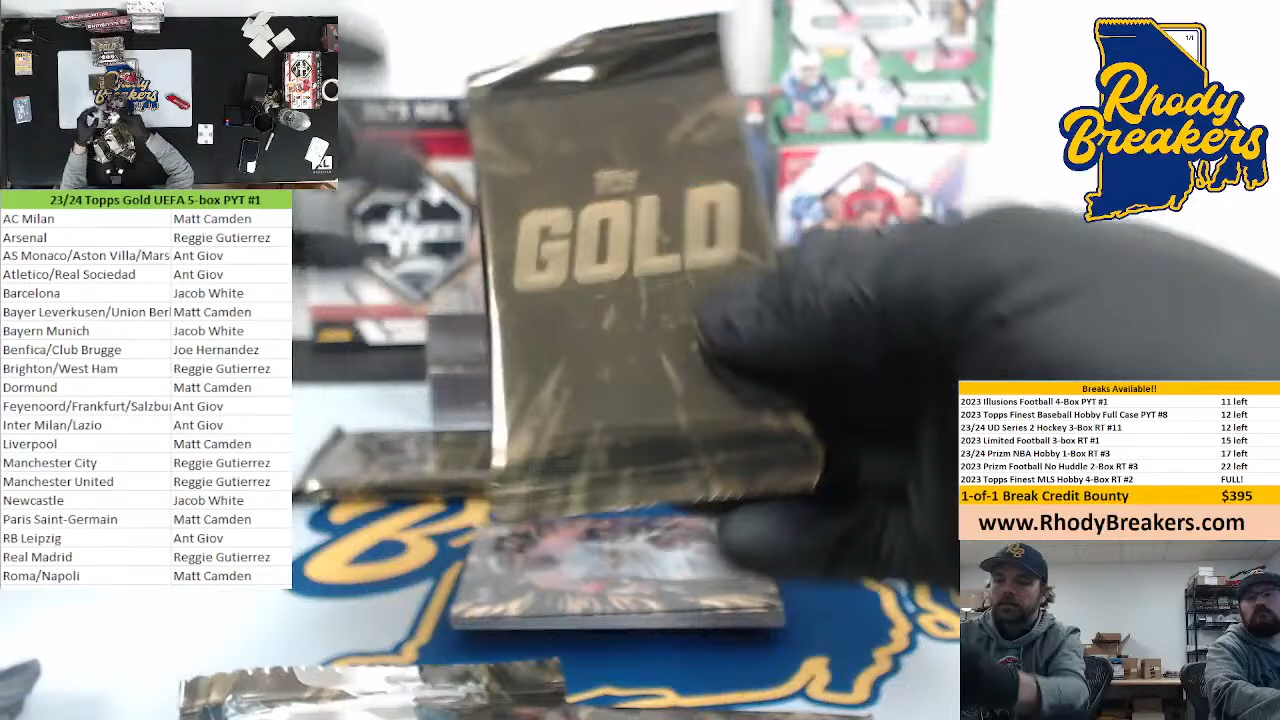 23/24 Topps Gold UEFA 5-box PYT #1
AC Milan Matt Camden
Arsenal Reggie Gutierrez
AS Monaco/Aston Villa/Mars Ant Giov
Atletico/Real Sociedad Ant Giov
Barcelona Jacob White
Bayer Leverkusen/Union Berl Matt Camden
Bayern Munich Jacob White
Benfica/Club Brugge Joe Hernandez
Brighton/West Ham Reggie Gutierrez
Dormund Matt Camden
Feyenoord/Frankfurt/Salzbu Ant Giov
Inter Milan/Lazio Ant Giov
Liverpool Matt Camden
Manchester City Reggie Gutierrez
Manchester United Reggie Gutierrez
Newcastle Jacob White
Paris Saint-Germain Matt Camden
RB Leipzig Ant Giov
Real Madrid Reggie Gutierrez
Roma/Napoli Matt Camden
GOLD
1/1
Rhody
Breakers
Breaks Available!!
2023 Illusions Football 4-Box PYT #1 11 left
2023 Topps Finest Baseball Hobby Full Case PYT #8 12 left
23/24 UD Series 2 Hockey 3-Box RT #11 12 left
2023 Limited Football 3-box RT #1 15 left
23/24 Prizm NBA Hobby 1-Box RT #3 17 left
2023 Prizm Football No Huddle 2-Box RT #3 22 left
2023 Topps Finest MLS Hobby 4-Box RT #2 FULL!
1-of-1 Break Credit Bounty $395
www.RhodyBreakers.com